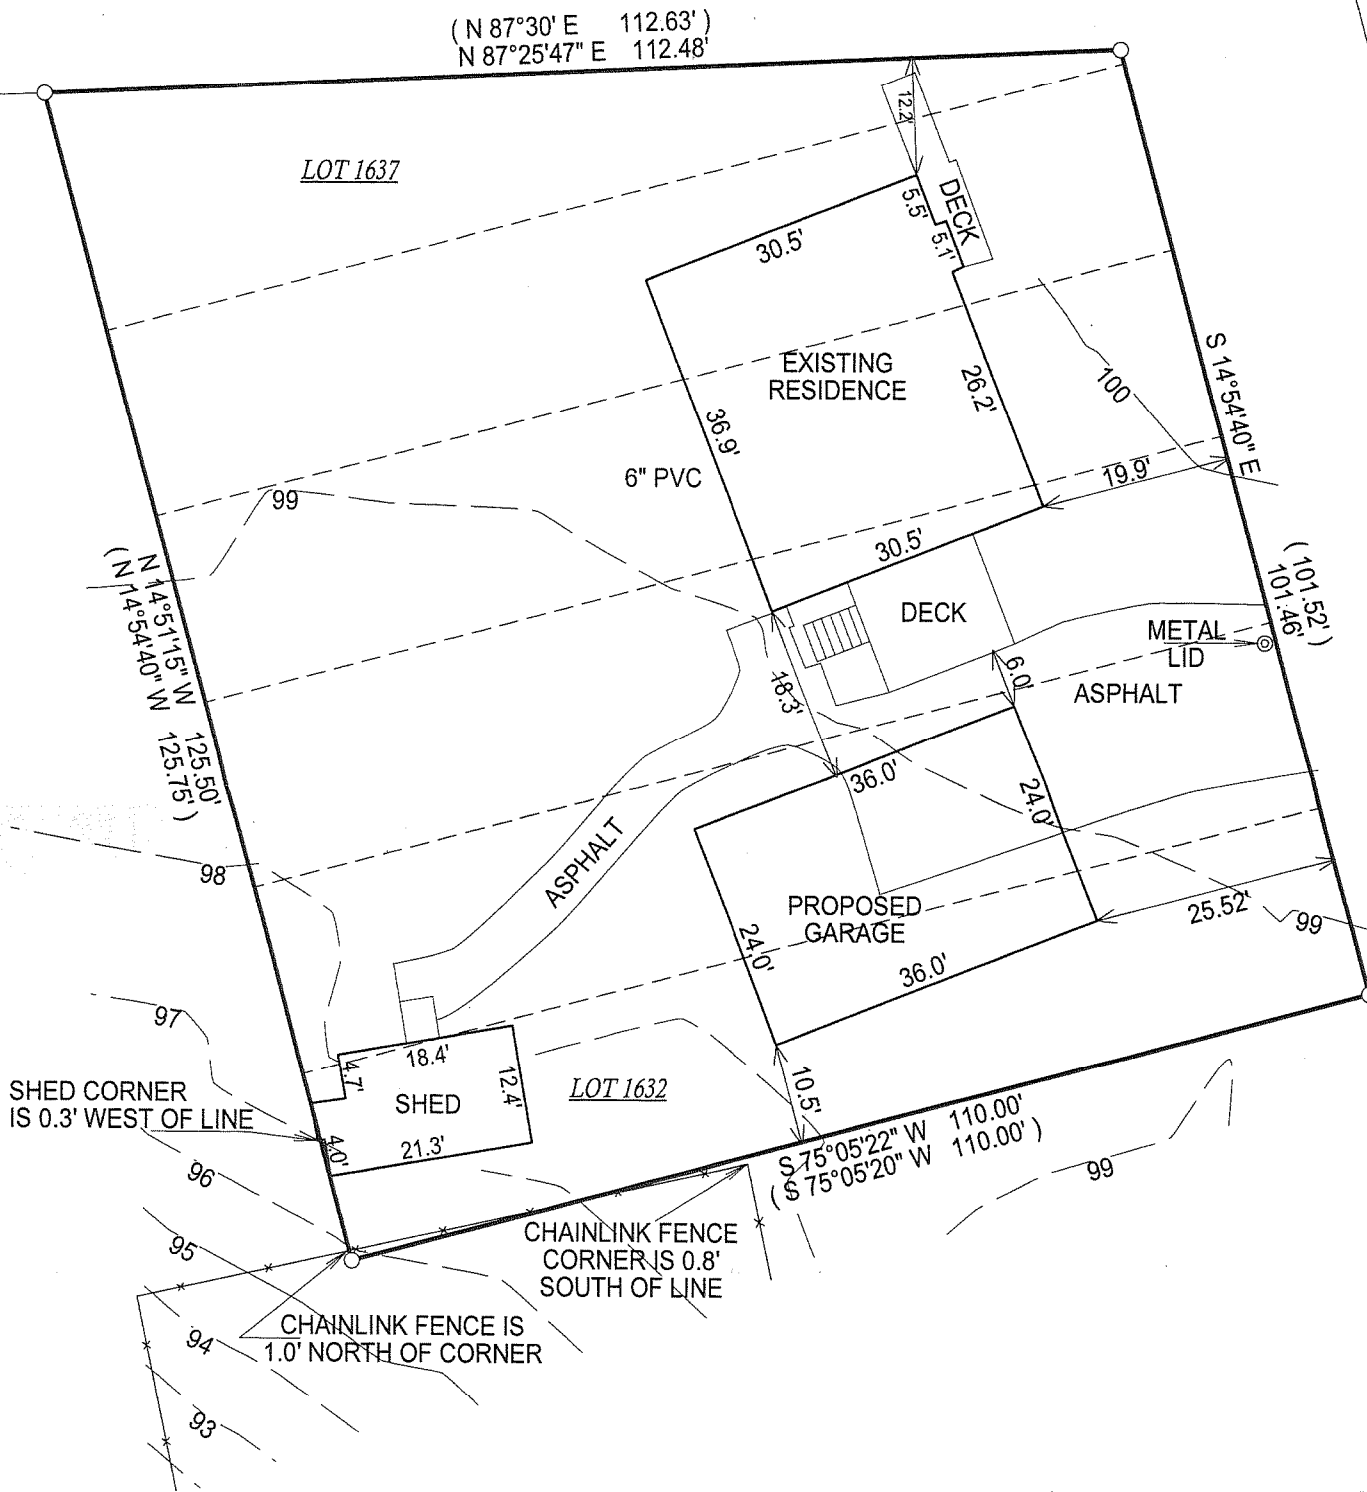 ( N 87°30' E 112.63' )
N 87°25'47" E 112.48'
LOT 1637
12.2'
DECK
5.5'
5.1'
30.5'
EXISTING
RESIDENCE
26.2'
36.9'
6" PVC
100
S 14°54'40" E
19.9'
99
30.5'
DECK
( 101.52' )
101.46'
METAL
LID
ASPHALT
6.0'
18.3'
N 14°51'15" W 125.50'
( N 14°54'40" W 125.75' )
36.0'
24.0'
98
ASPHALT
PROPOSED
GARAGE
24.0'
36.0'
25.52'
99
97
18.4'
4.7'
SHED
12.4'
LOT 1632
10.5'
SHED CORNER
IS 0.3' WEST OF LINE
4.0'
21.3'
S 75°05'22" W 110.00'
( S 75°05'20" W 110.00' )
99
96
95
94
93
CHAINLINK FENCE
CORNER IS 0.8'
SOUTH OF LINE
CHAINLINK FENCE IS
1.0' NORTH OF CORNER